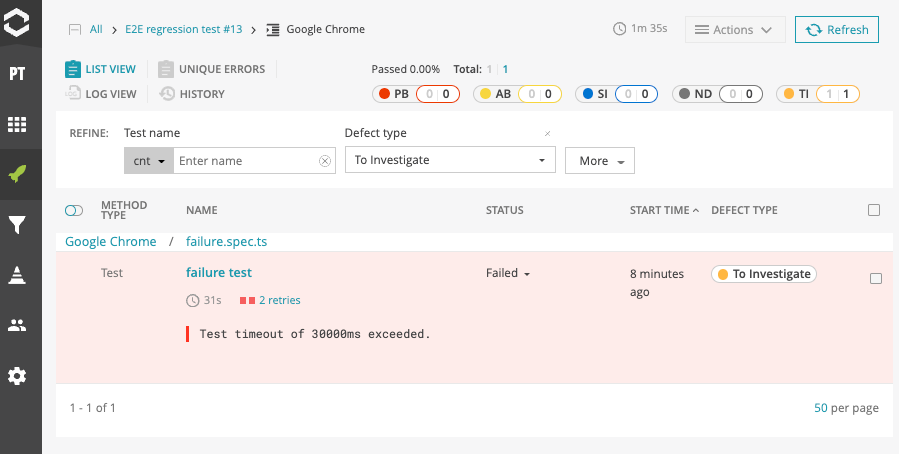 All > E2E regression test #13 > Google Chrome
1m 35s
Actions
Refresh
PT
LIST VIEW
UNIQUE ERRORS
LOG VIEW
HISTORY
Passed 0.00% Total: 1 | 1
PB 0 | 0
AB 0 | 0
SI 0 | 0
ND 0 | 0
TI 1 | 1
REFINE:
Test name
Defect type
cnt
Enter name
To Investigate
More
METHOD TYPE
NAME
STATUS
START TIME
DEFECT TYPE
Google Chrome / failure.spec.ts
Test
failure test
Failed
8 minutes ago
To Investigate
31s
2 retries
Test timeout of 30000ms exceeded.
1 - 1 of 1
50 per page